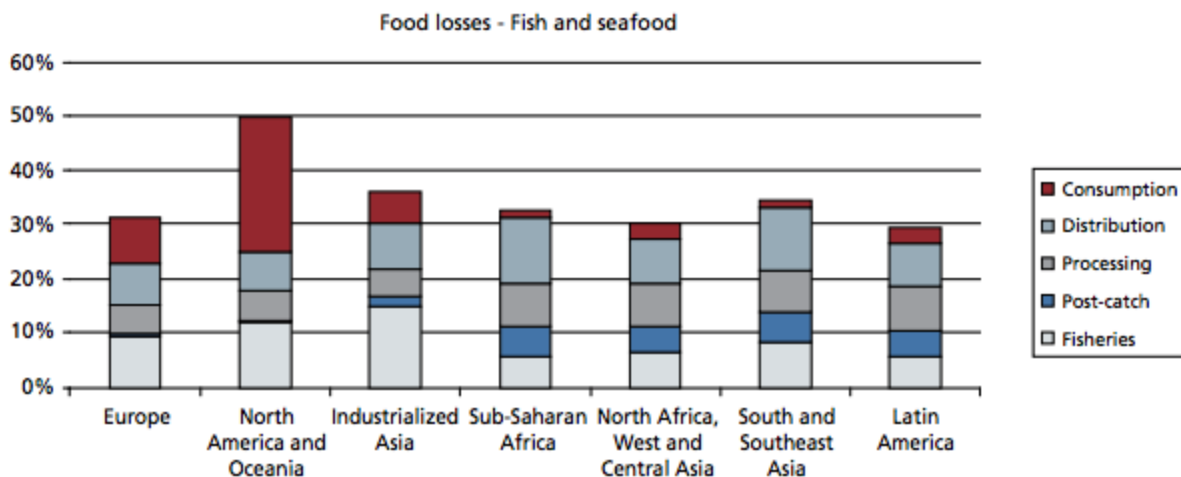 Food losses - Fish and seafood
60%
50%
40%
30%
20%
10%
0%
Europe
North
America and
Oceania
Industrialized
Asia
Sub-Saharan
Africa
North Africa,
West and
Central Asia
South and
Southeast
Asia
Latin
America
Consumption
Distribution
Processing
Post-catch
Fisheries